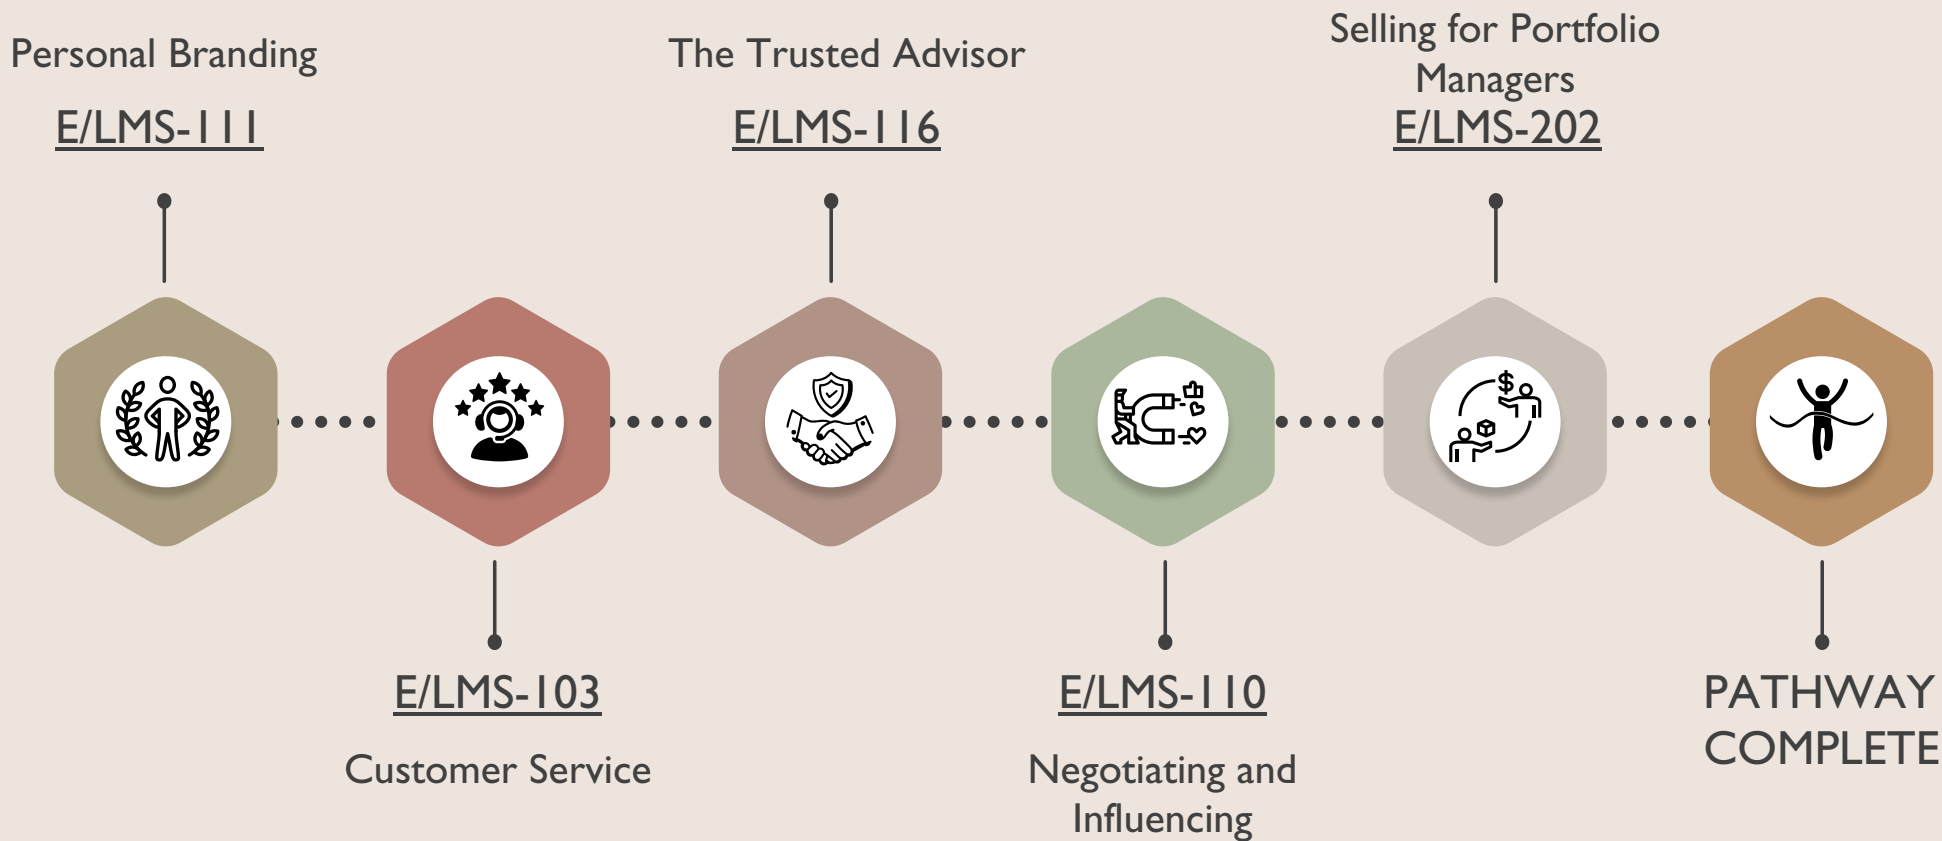 Personal Branding
E/LMS-111
E/LMS-103
Customer Service
The Trusted Advisor
E/LMS-116
E/LMS-110
Negotiating and
Influencing
Selling for Portfolio
Managers
E/LMS-202
PATHWAY
COMPLETE